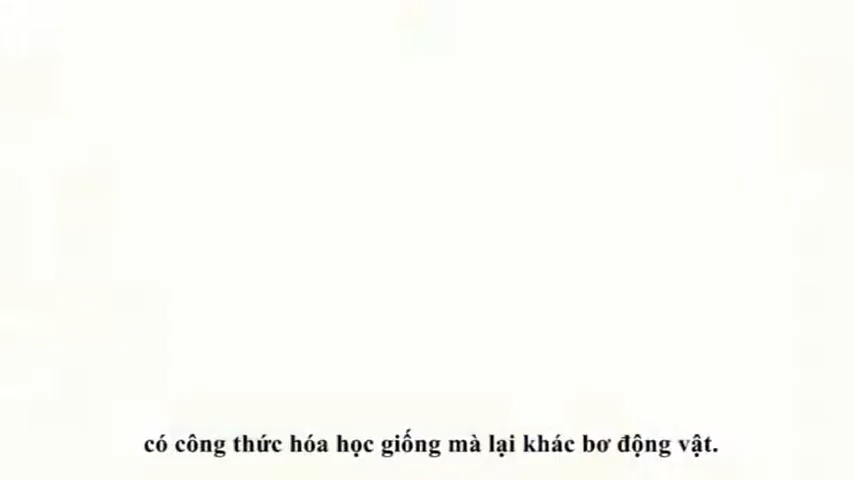 có công thức hóa học giống mà lại khác bơ động vật.